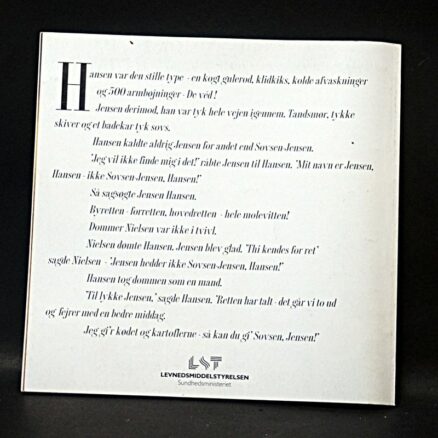 Hansen var den stille type - en kogt gulerod, klidkiks, kolde afvaskninger
og 500 armbøjninger - De véd!
Jensen derimod, han var tyk hele vejen igennem. Tandsmør, tykke
skiver og et badekar tyk sovs.
Hansen kaldte aldrig Jensen for andet end Sovsen-Jensen.
"Jeg vil ikke finde mig i det!" råbte Jensen til Hansen. "Mit navn er Jensen,
Hansen - ikke Sovsen-Jensen, Hansen!"
Så sagsøgte Jensen Hansen.
Byretten - forretten, hovedretten - hele molevitten!
Dommer Nielsen var ikke i tvivl.
Nielsen dømte Hansen, Jensen blev glad. "Thi kendes for ret"
sagde Nielsen - "Jensen hedder ikke Sovsen-Jensen, Hansen!"
Hansen tog dommen som en mand.
"Til lykke Jensen," sagde Hansen. "Retten har talt - det går vi to ud
og fejrer med en bedre middag.
Jeg gi'r kødet og kartoflerne - så kan du gi' Sovsen, Jensen!"
LST
LEVNEDSMIDDELSTYRELSEN
Sundhedsministeriet